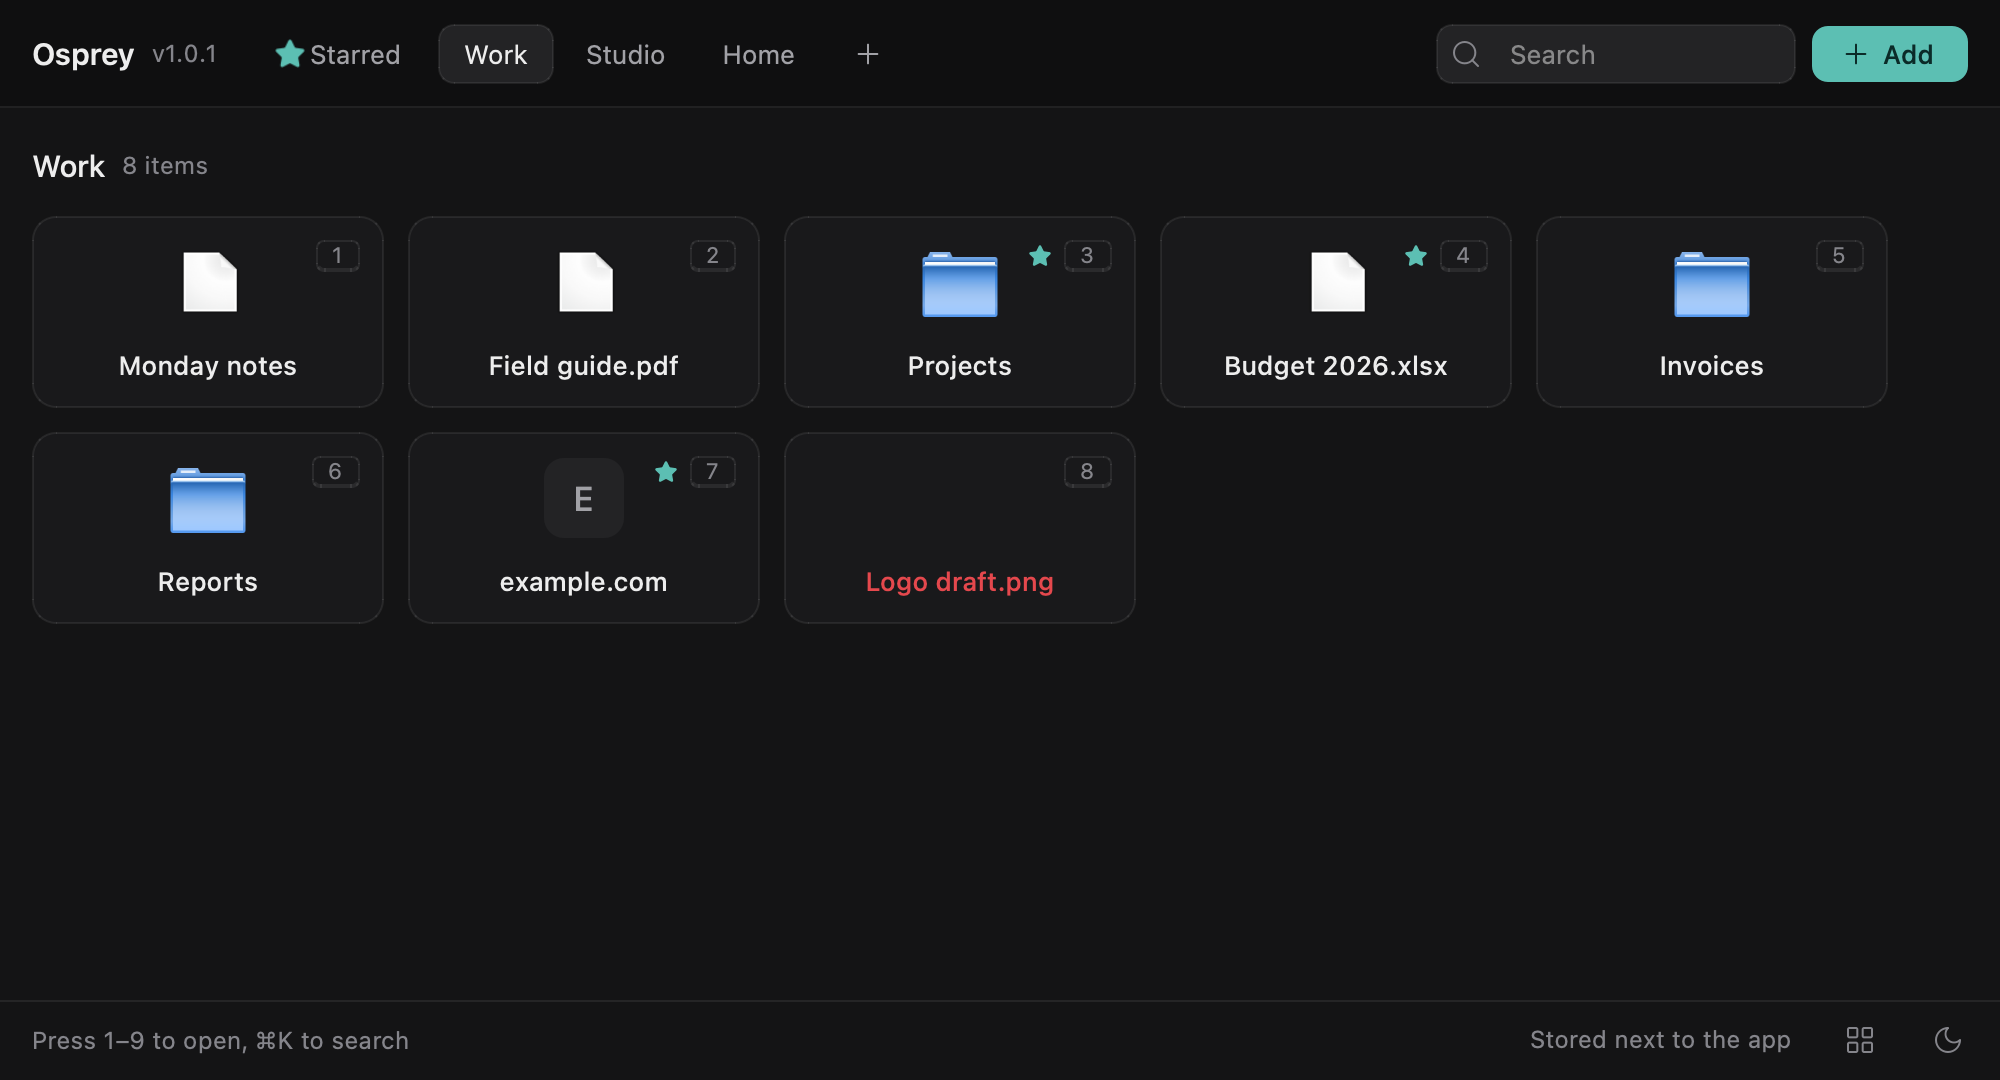 Osprey v1.0.1 Starred Work Studio Home + Search + Add
Work 8 items
1 2 3 4 5
Monday notes Field guide.pdf Projects Budget 2026.xlsx Invoices
6 E 7 8
Reports example.com Logo draft.png
Press 1–9 to open, ⌘K to search Stored next to the app